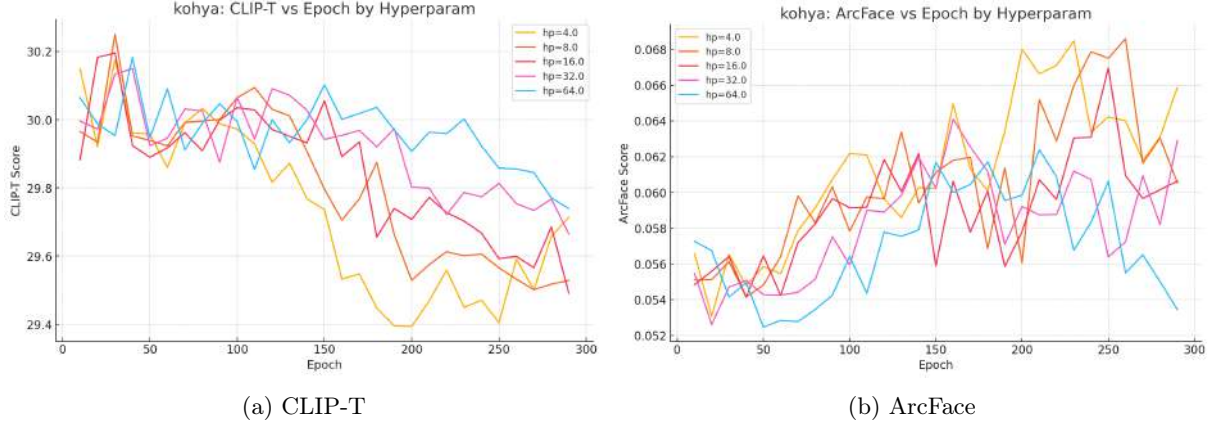 kohya: CLIP-T vs Epoch by Hyperparam
30.2
30.0
29.8
29.6
29.4
CLIP-T Score
hp=4.0
hp=8.0
hp=16.0
hp=32.0
hp=64.0
0 50 100 150 200 250 300
Epoch
(a) CLIP-T
kohya: ArcFace vs Epoch by Hyperparam
0.068
0.066
0.064
0.062
0.060
0.058
0.056
0.054
0.052
ArcFace Score
hp=4.0
hp=8.0
hp=16.0
hp=32.0
hp=64.0
0 50 100 150 200 250 300
Epoch
(b) ArcFace